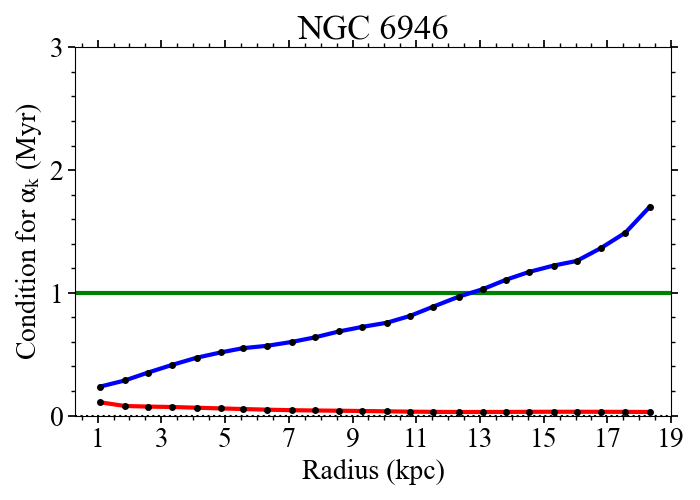 NGC 6946
Condition for αk (Myr)
3
2
1
0
1 3 5 7 9 11 13 15 17 19
Radius (kpc)